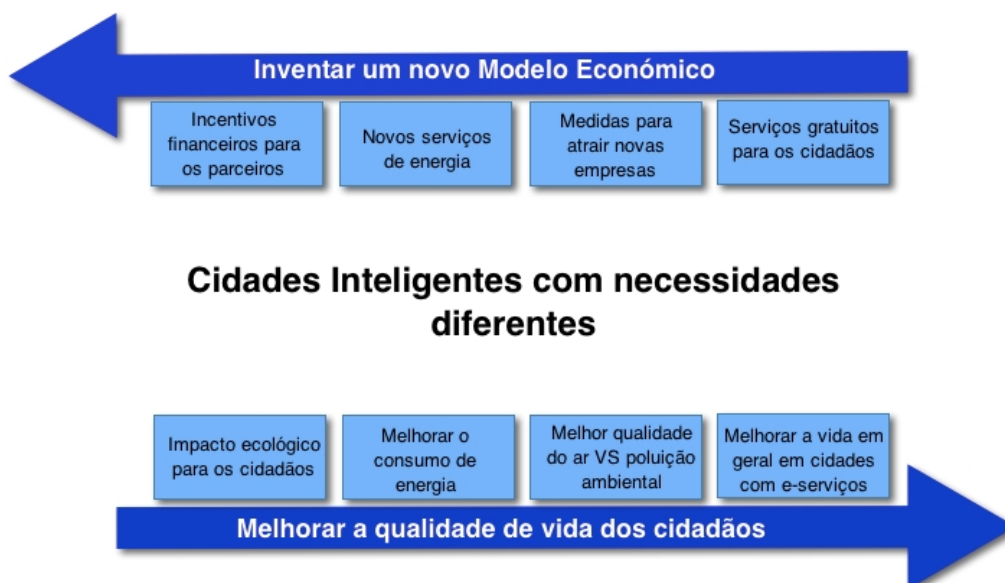 Inventar um novo Modelo Económico
Incentivos
financeiros para
os parceiros
Novos serviços
de energia
Medidas para
atrair novas
empresas
Serviços gratuitos
para os cidadãos
Cidades Inteligentes com necessidades
diferentes
Impacto ecológico
para os cidadãos
Melhorar o
consumo de
energia
Melhor qualidade
do ar VS poluição
ambiental
Melhorar a vida em
geral em cidades
com e-serviços
Melhorar a qualidade de vida dos cidadãos